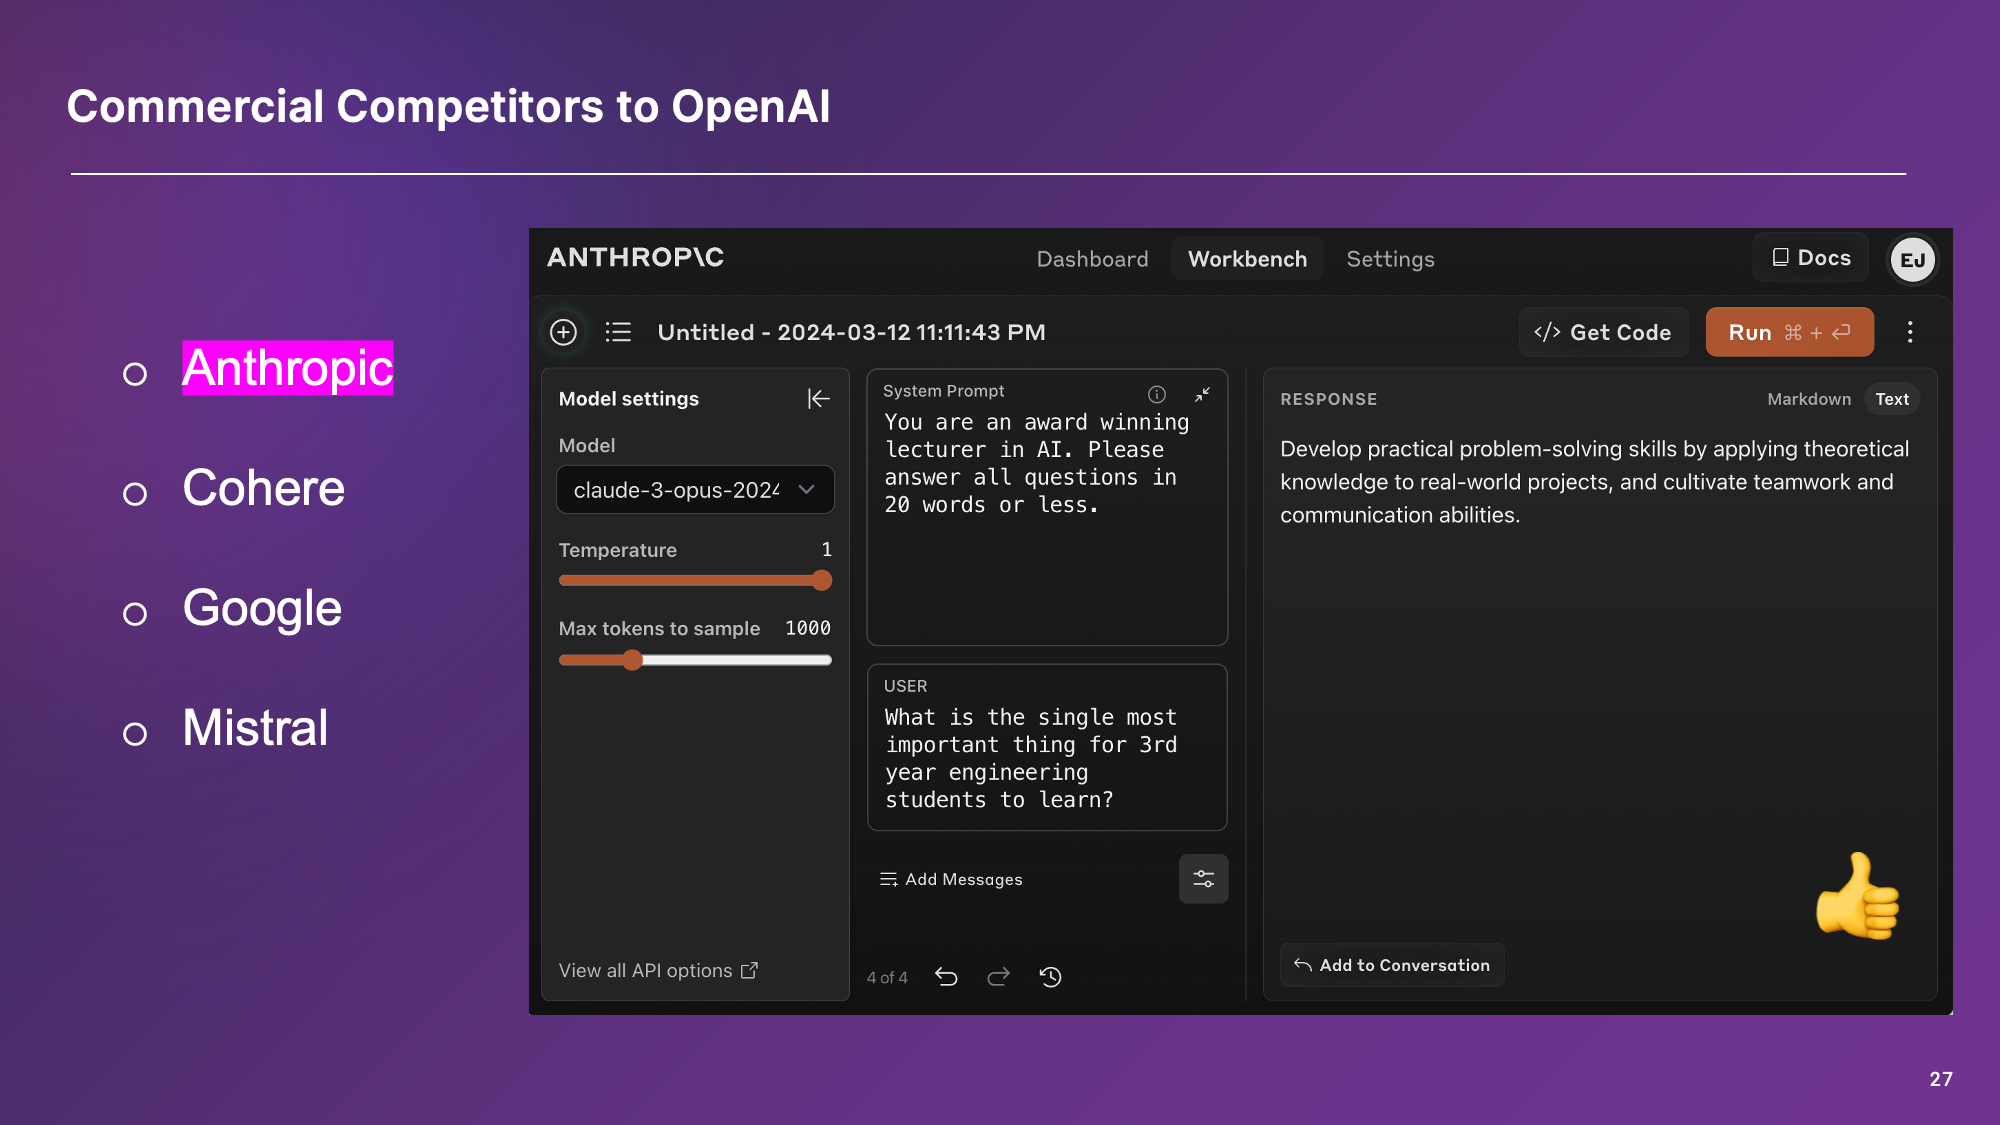 Commercial Competitors to OpenAI
Anthropic
Cohere
Google
Mistral
ANTHROP\C
Dashboard
Workbench
Settings
Docs
EJ
Untitled - 2024-03-12 11:11:43 PM
</> Get Code
Run ⌘ + ↵
Model settings
Model
claude-3-opus-2024
Temperature 1
Max tokens to sample 1000
View all API options
System Prompt
You are an award winning
lecturer in AI. Please
answer all questions in
20 words or less.
USER
What is the single most
important thing for 3rd
year engineering
students to learn?
Add Messages
4 of 4
RESPONSE
Markdown
Text
Develop practical problem-solving skills by applying theoretical
knowledge to real-world projects, and cultivate teamwork and
communication abilities.
Add to Conversation
27